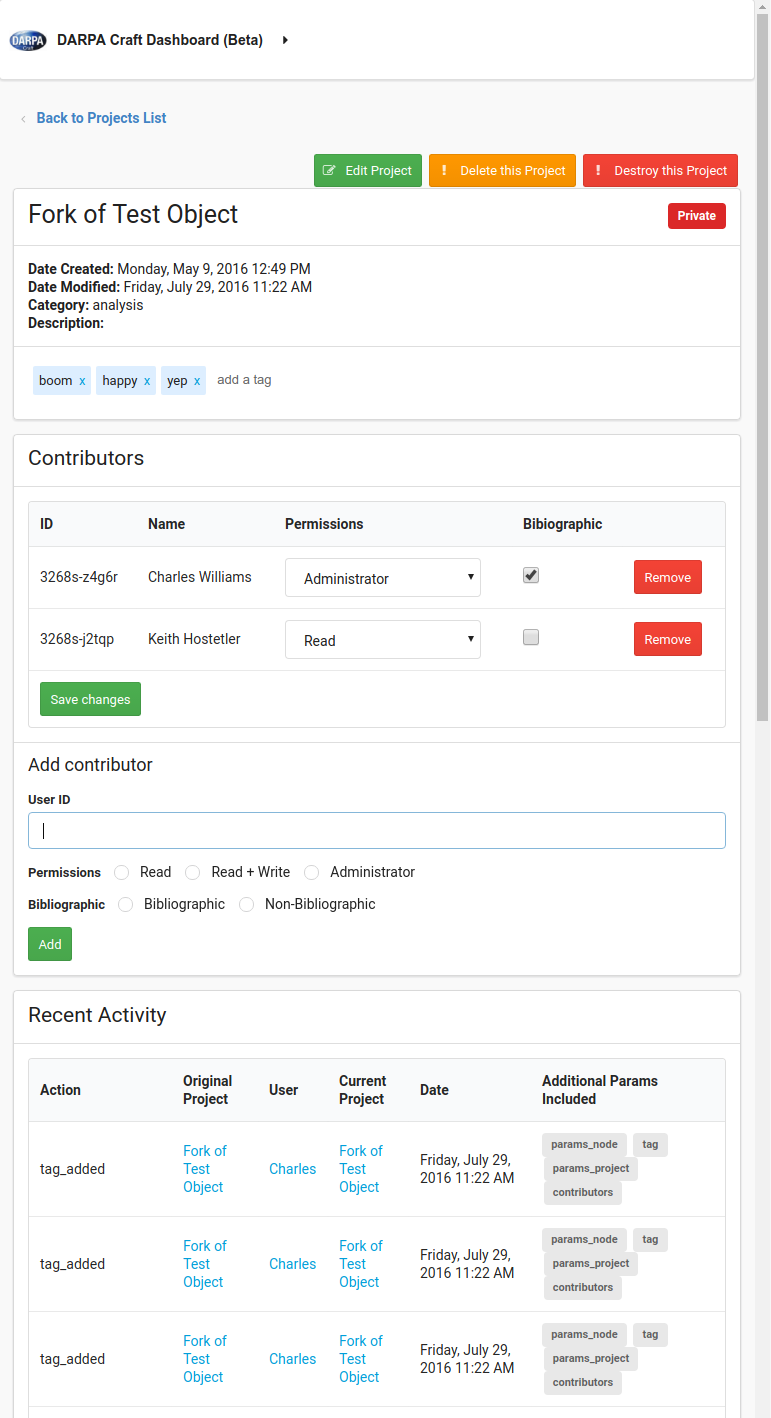 DARPA
Craft
DARPA Craft Dashboard (Beta)
Back to Projects List
Edit Project
! Delete this Project
! Destroy this Project
Fork of Test Object
Private
Date Created: Monday, May 9, 2016 12:49 PM
Date Modified: Friday, July 29, 2016 11:22 AM
Category: analysis
Description:
boom x happy x yep x add a tag
Contributors
ID Name Permissions Bibiographic
3268s-z4g6r Charles Williams Administrator Remove
3268s-j2tqp Keith Hostetler Read Remove
Save changes
Add contributor
User ID
Permissions Read Read + Write Administrator
Bibliographic Bibliographic Non-Bibliographic
Add
Recent Activity
Action Original Project User Current Project Date Additional Params Included
tag_added Fork of Test Object Charles Fork of Test Object Friday, July 29, 2016 11:22 AM params_node tag params_project contributors
tag_added Fork of Test Object Charles Fork of Test Object Friday, July 29, 2016 11:22 AM params_node tag params_project contributors
tag_added Fork of Test Object Charles Fork of Test Object Friday, July 29, 2016 11:22 AM params_node tag params_project contributors